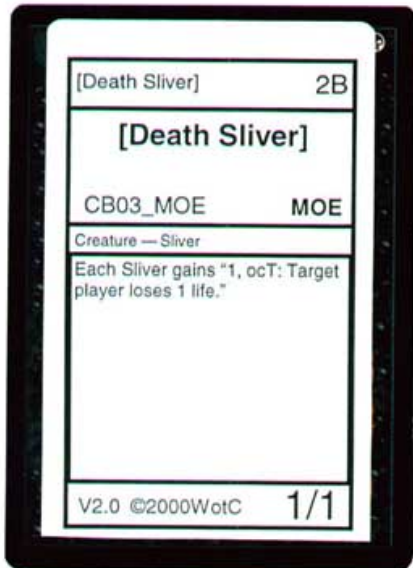 [Death Sliver] 2B
[Death Sliver]
CB03_MOE MOE
Creature — Sliver
Each Sliver gains “1, ocT: Target
player loses 1 life.”
V2.0 ©2000WotC 1/1